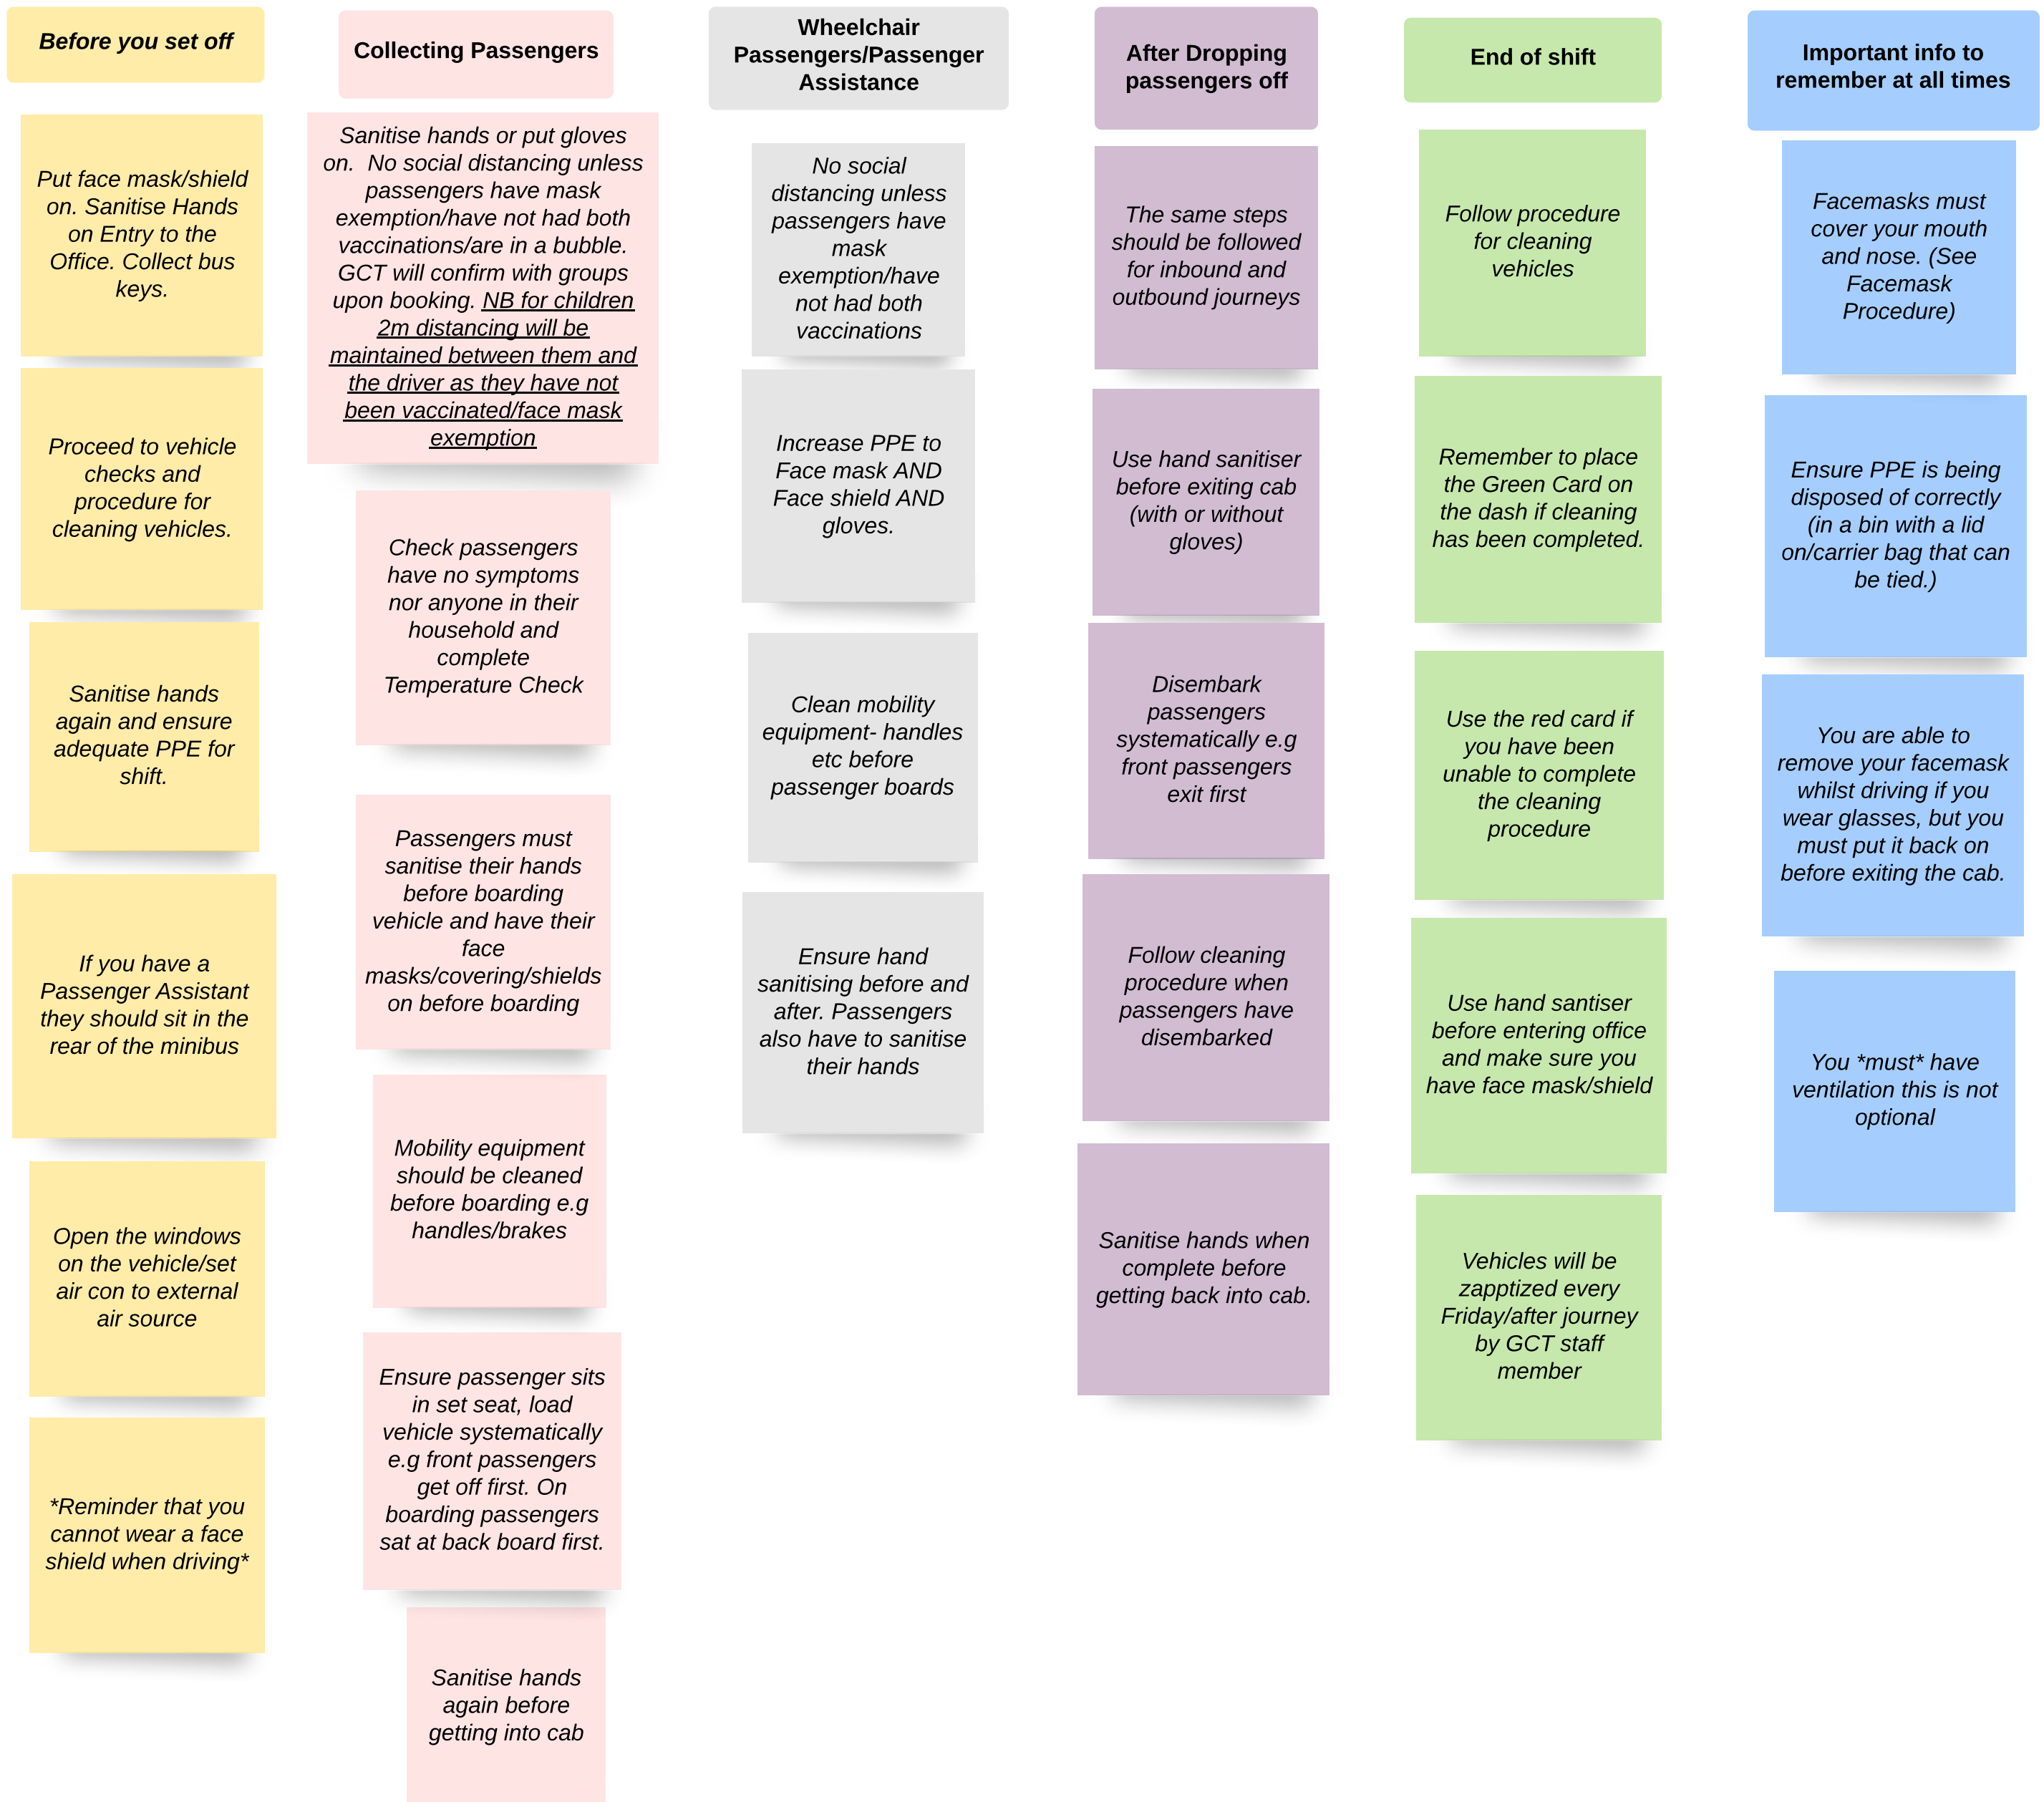 Before you set off
Put face mask/shield
on. Sanitise Hands
on Entry to the
Office. Collect bus
keys.
Proceed to vehicle
checks and
procedure for
cleaning vehicles.
Sanitise hands
again and ensure
adequate PPE for
shift.
If you have a
Passenger Assistant
they should sit in the
rear of the minibus
Open the windows
on the vehicle/set
air con to external
air source
*Reminder that you
cannot wear a face
shield when driving*
Collecting Passengers
Sanitise hands or put gloves
on.  No social distancing unless
passengers have mask
exemption/have not had both
vaccinations/are in a bubble.
GCT will confirm with groups
upon booking. NB for children
2m distancing will be
maintained between them and
the driver as they have not
been vaccinated/face mask
exemption
Check passengers
have no symptoms
nor anyone in their
household and
complete
Temperature Check
Passengers must
sanitise their hands
before boarding
vehicle and have their
face
masks/covering/shields
on before boarding
Mobility equipment
should be cleaned
before boarding e.g
handles/brakes
Ensure passenger sits
in set seat, load
vehicle systematically
e.g front passengers
get off first. On
boarding passengers
sat at back board first.
Sanitise hands
again before
getting into cab
Wheelchair
Passengers/Passenger
Assistance
No social
distancing unless
passengers have
mask
exemption/have
not had both
vaccinations
Increase PPE to
Face mask AND
Face shield AND
gloves.
Clean mobility
equipment- handles
etc before
passenger boards
Ensure hand
sanitising before and
after. Passengers
also have to sanitise
their hands
After Dropping
passengers off
The same steps
should be followed
for inbound and
outbound journeys
Use hand sanitiser
before exiting cab
(with or without
gloves)
Disembark
passengers
systematically e.g
front passengers
exit first
Follow cleaning
procedure when
passengers have
disembarked
Sanitise hands when
complete before
getting back into cab.
End of shift
Follow procedure
for cleaning
vehicles
Remember to place
the Green Card on
the dash if cleaning
has been completed.
Use the red card if
you have been
unable to complete
the cleaning
procedure
Use hand santiser
before entering office
and make sure you
have face mask/shield
Vehicles will be
zapptized every
Friday/after journey
by GCT staff
member
Important info to
remember at all times
Facemasks must
cover your mouth
and nose. (See
Facemask
Procedure)
Ensure PPE is being
disposed of correctly
(in a bin with a lid
on/carrier bag that can
be tied.)
You are able to
remove your facemask
whilst driving if you
wear glasses, but you
must put it back on
before exiting the cab.
You *must* have
ventilation this is not
optional